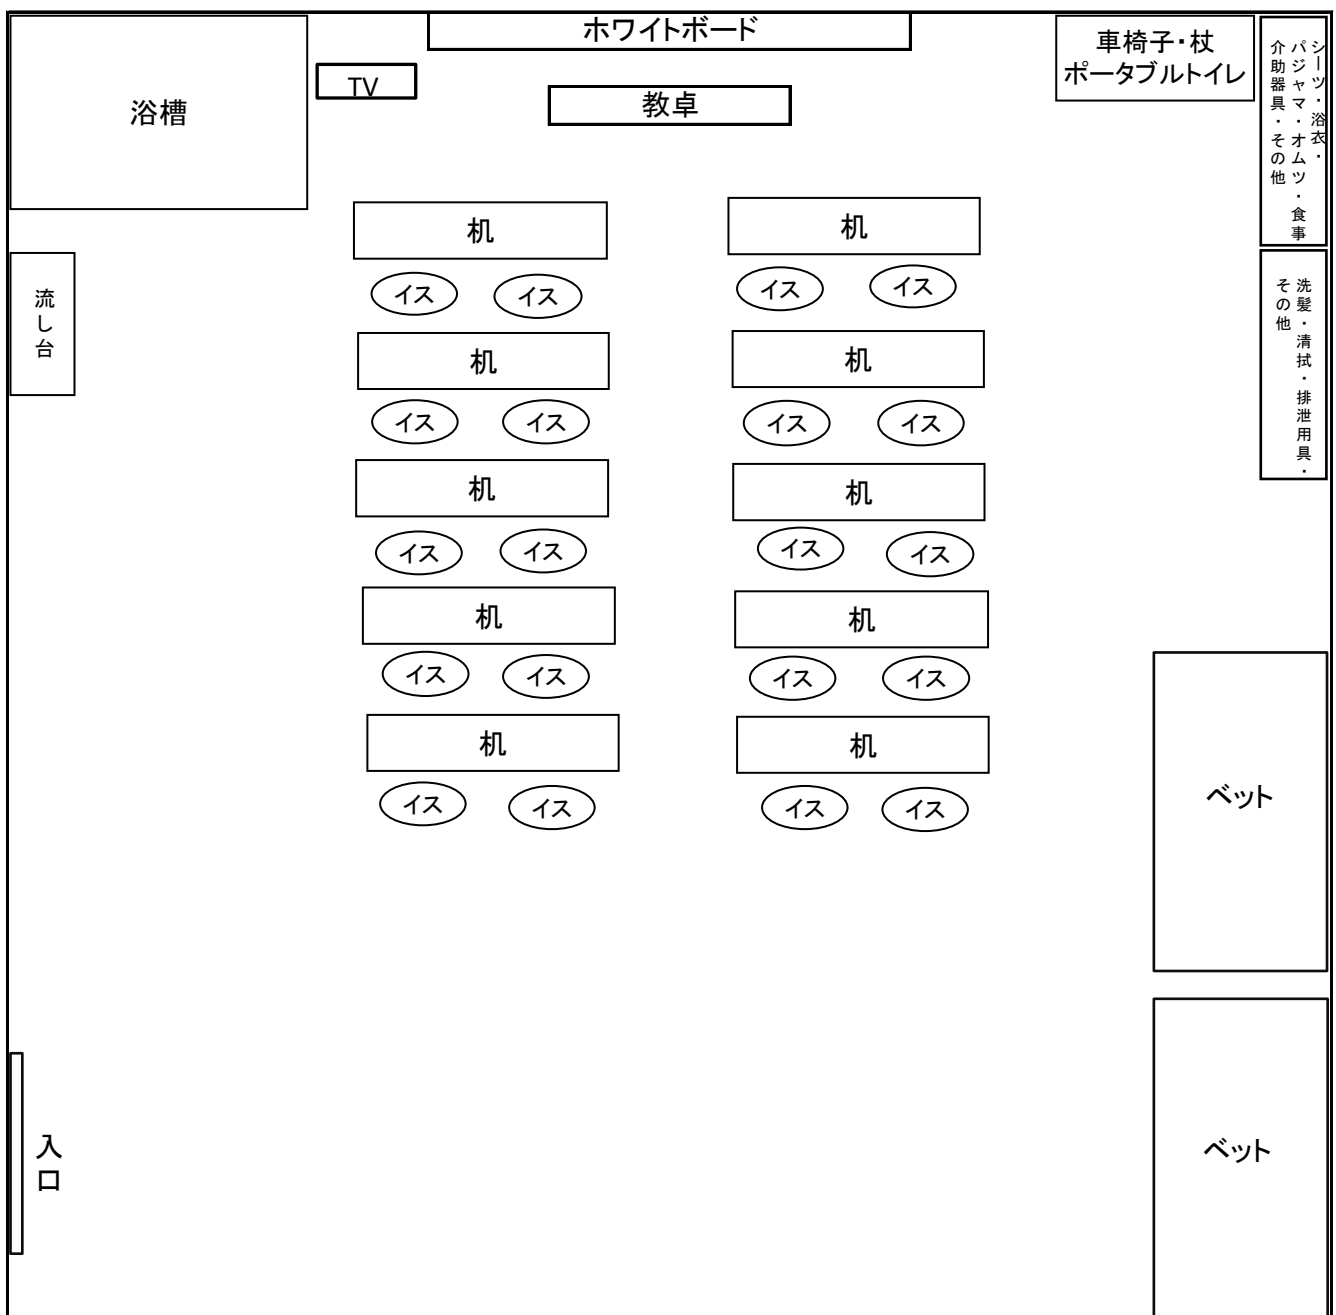 ホワイトボード
車椅子・杖
ポータブルトイレ
シーツ・浴衣・
パジャマ・オムツ・食事
介助器具・その他
TV
浴槽
教卓
机
机
イス
イス
イス
イス
洗髪・清拭・排泄用具・
その他
流し台
机
机
イス
イス
イス
イス
机
机
イス
イス
イス
イス
机
机
イス
イス
イス
イス
机
机
イス
イス
イス
イス
ベット
入口
ベット